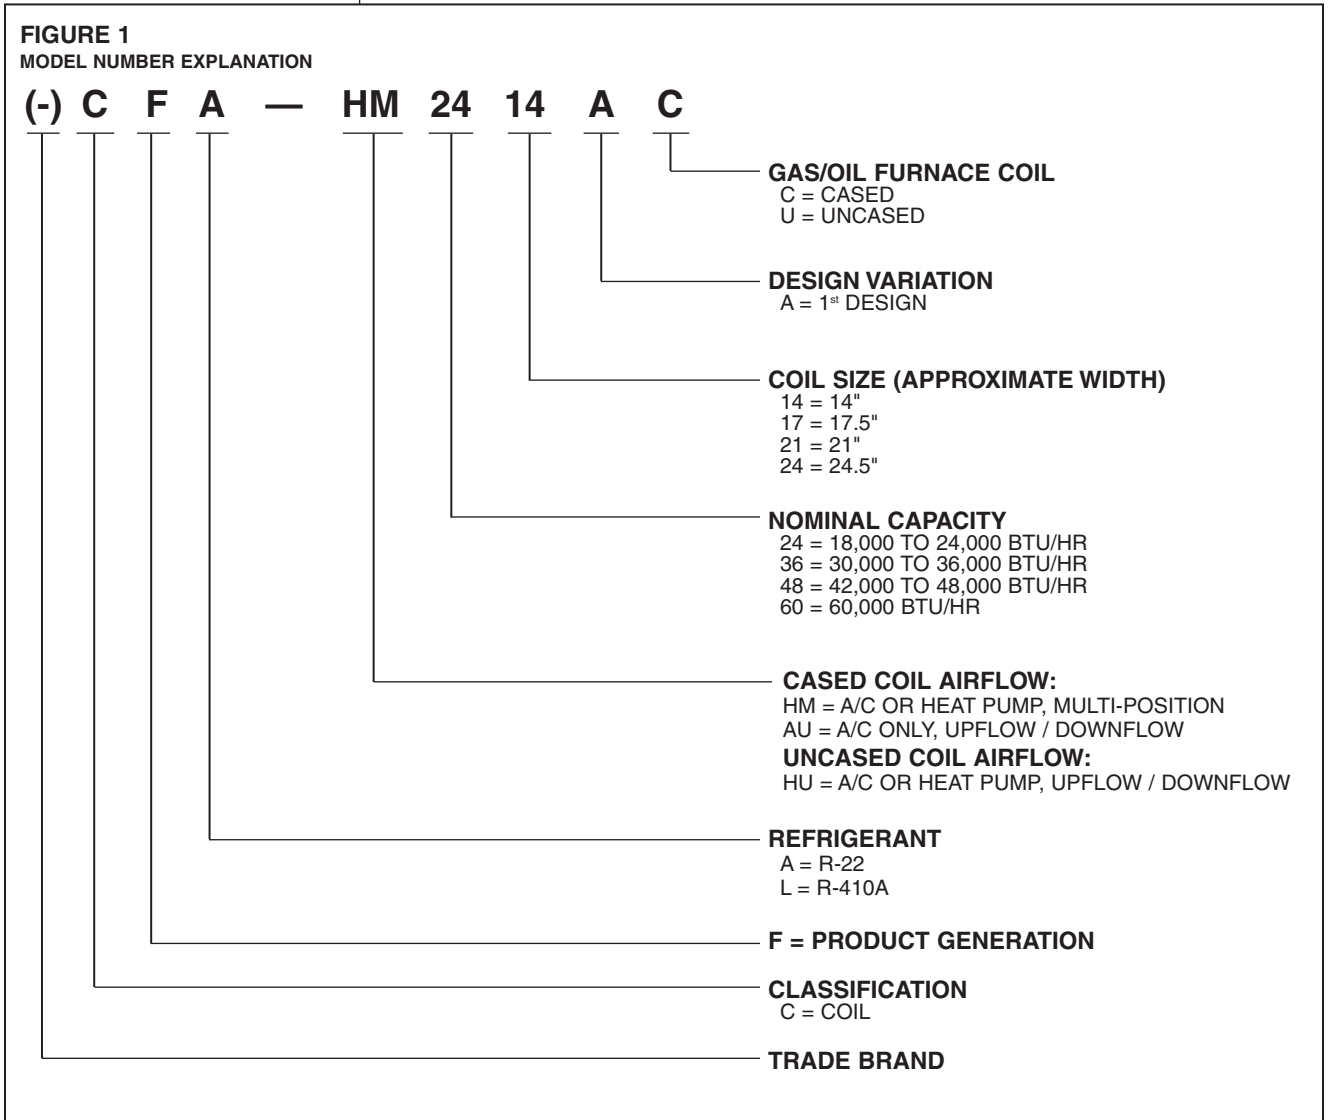 FIGURE 1
MODEL NUMBER EXPLANATION
(-) C F A — HM 24 14 A C
GAS/OIL FURNACE COIL
C = CASED
U = UNCASED
DESIGN VARIATION
A = 1st DESIGN
COIL SIZE (APPROXIMATE WIDTH)
14 = 14"
17 = 17.5"
21 = 21"
24 = 24.5"
NOMINAL CAPACITY
24 = 18,000 TO 24,000 BTU/HR
36 = 30,000 TO 36,000 BTU/HR
48 = 42,000 TO 48,000 BTU/HR
60 = 60,000 BTU/HR
CASED COIL AIRFLOW:
HM = A/C OR HEAT PUMP, MULTI-POSITION
AU = A/C ONLY, UPFLOW / DOWNFLOW
UNCASED COIL AIRFLOW:
HU = A/C OR HEAT PUMP, UPFLOW / DOWNFLOW
REFRIGERANT
A = R-22
L = R-410A
F = PRODUCT GENERATION
CLASSIFICATION
C = COIL
TRADE BRAND